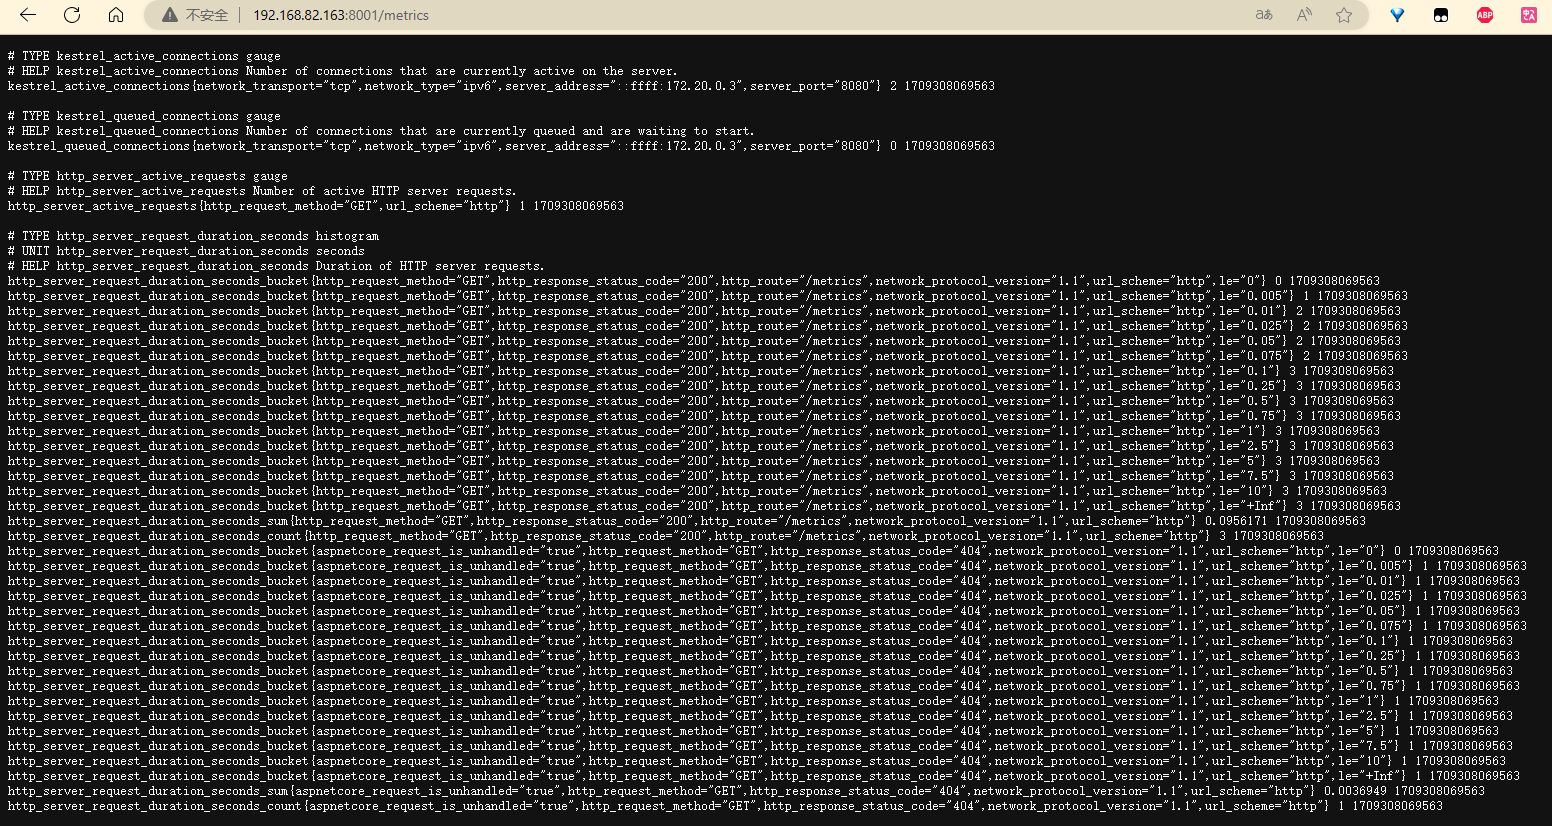 不安全 192.168.82.163:8001/metrics aあ A ABP
# TYPE kestrel_active_connections gauge
# HELP kestrel_active_connections Number of connections that are currently active on the server.
kestrel_active_connections{network_transport="tcp",network_type="ipv6",server_address="::ffff:172.20.0.3",server_port="8080"} 2 1709308069563
# TYPE kestrel_queued_connections gauge
# HELP kestrel_queued_connections Number of connections that are currently queued and are waiting to start.
kestrel_queued_connections{network_transport="tcp",network_type="ipv6",server_address="::ffff:172.20.0.3",server_port="8080"} 0 1709308069563
# TYPE http_server_active_requests gauge
# HELP http_server_active_requests Number of active HTTP server requests.
http_server_active_requests{http_request_method="GET",url_scheme="http"} 1 1709308069563
# TYPE http_server_request_duration_seconds histogram
# UNIT http_server_request_duration_seconds seconds
# HELP http_server_request_duration_seconds Duration of HTTP server requests.
http_server_request_duration_seconds_bucket{http_request_method="GET",http_response_status_code="200",http_route="/metrics",network_protocol_version="1.1",url_scheme="http",le="0"} 0 1709308069563
http_server_request_duration_seconds_bucket{http_request_method="GET",http_response_status_code="200",http_route="/metrics",network_protocol_version="1.1",url_scheme="http",le="0.005"} 1 1709308069563
http_server_request_duration_seconds_bucket{http_request_method="GET",http_response_status_code="200",http_route="/metrics",network_protocol_version="1.1",url_scheme="http",le="0.01"} 2 1709308069563
http_server_request_duration_seconds_bucket{http_request_method="GET",http_response_status_code="200",http_route="/metrics",network_protocol_version="1.1",url_scheme="http",le="0.025"} 2 1709308069563
http_server_request_duration_seconds_bucket{http_request_method="GET",http_response_status_code="200",http_route="/metrics",network_protocol_version="1.1",url_scheme="http",le="0.05"} 2 1709308069563
http_server_request_duration_seconds_bucket{http_request_method="GET",http_response_status_code="200",http_route="/metrics",network_protocol_version="1.1",url_scheme="http",le="0.075"} 2 1709308069563
http_server_request_duration_seconds_bucket{http_request_method="GET",http_response_status_code="200",http_route="/metrics",network_protocol_version="1.1",url_scheme="http",le="0.1"} 3 1709308069563
http_server_request_duration_seconds_bucket{http_request_method="GET",http_response_status_code="200",http_route="/metrics",network_protocol_version="1.1",url_scheme="http",le="0.25"} 3 1709308069563
http_server_request_duration_seconds_bucket{http_request_method="GET",http_response_status_code="200",http_route="/metrics",network_protocol_version="1.1",url_scheme="http",le="0.5"} 3 1709308069563
http_server_request_duration_seconds_bucket{http_request_method="GET",http_response_status_code="200",http_route="/metrics",network_protocol_version="1.1",url_scheme="http",le="0.75"} 3 1709308069563
http_server_request_duration_seconds_bucket{http_request_method="GET",http_response_status_code="200",http_route="/metrics",network_protocol_version="1.1",url_scheme="http",le="1"} 3 1709308069563
http_server_request_duration_seconds_bucket{http_request_method="GET",http_response_status_code="200",http_route="/metrics",network_protocol_version="1.1",url_scheme="http",le="2.5"} 3 1709308069563
http_server_request_duration_seconds_bucket{http_request_method="GET",http_response_status_code="200",http_route="/metrics",network_protocol_version="1.1",url_scheme="http",le="5"} 3 1709308069563
http_server_request_duration_seconds_bucket{http_request_method="GET",http_response_status_code="200",http_route="/metrics",network_protocol_version="1.1",url_scheme="http",le="7.5"} 3 1709308069563
http_server_request_duration_seconds_bucket{http_request_method="GET",http_response_status_code="200",http_route="/metrics",network_protocol_version="1.1",url_scheme="http",le="10"} 3 1709308069563
http_server_request_duration_seconds_bucket{http_request_method="GET",http_response_status_code="200",http_route="/metrics",network_protocol_version="1.1",url_scheme="http",le="+Inf"} 3 1709308069563
http_server_request_duration_seconds_sum{http_request_method="GET",http_response_status_code="200",http_route="/metrics",network_protocol_version="1.1",url_scheme="http"} 0.0956171 1709308069563
http_server_request_duration_seconds_count{http_request_method="GET",http_response_status_code="200",http_route="/metrics",network_protocol_version="1.1",url_scheme="http"} 3 1709308069563
http_server_request_duration_seconds_bucket{aspnetcore_request_is_unhandled="true",http_request_method="GET",http_response_status_code="404",network_protocol_version="1.1",url_scheme="http",le="0"} 0 1709308069563
http_server_request_duration_seconds_bucket{aspnetcore_request_is_unhandled="true",http_request_method="GET",http_response_status_code="404",network_protocol_version="1.1",url_scheme="http",le="0.005"} 1 1709308069563
http_server_request_duration_seconds_bucket{aspnetcore_request_is_unhandled="true",http_request_method="GET",http_response_status_code="404",network_protocol_version="1.1",url_scheme="http",le="0.01"} 1 1709308069563
http_server_request_duration_seconds_bucket{aspnetcore_request_is_unhandled="true",http_request_method="GET",http_response_status_code="404",network_protocol_version="1.1",url_scheme="http",le="0.025"} 1 1709308069563
http_server_request_duration_seconds_bucket{aspnetcore_request_is_unhandled="true",http_request_method="GET",http_response_status_code="404",network_protocol_version="1.1",url_scheme="http",le="0.05"} 1 1709308069563
http_server_request_duration_seconds_bucket{aspnetcore_request_is_unhandled="true",http_request_method="GET",http_response_status_code="404",network_protocol_version="1.1",url_scheme="http",le="0.075"} 1 1709308069563
http_server_request_duration_seconds_bucket{aspnetcore_request_is_unhandled="true",http_request_method="GET",http_response_status_code="404",network_protocol_version="1.1",url_scheme="http",le="0.1"} 1 1709308069563
http_server_request_duration_seconds_bucket{aspnetcore_request_is_unhandled="true",http_request_method="GET",http_response_status_code="404",network_protocol_version="1.1",url_scheme="http",le="0.25"} 1 1709308069563
http_server_request_duration_seconds_bucket{aspnetcore_request_is_unhandled="true",http_request_method="GET",http_response_status_code="404",network_protocol_version="1.1",url_scheme="http",le="0.5"} 1 1709308069563
http_server_request_duration_seconds_bucket{aspnetcore_request_is_unhandled="true",http_request_method="GET",http_response_status_code="404",network_protocol_version="1.1",url_scheme="http",le="0.75"} 1 1709308069563
http_server_request_duration_seconds_bucket{aspnetcore_request_is_unhandled="true",http_request_method="GET",http_response_status_code="404",network_protocol_version="1.1",url_scheme="http",le="1"} 1 1709308069563
http_server_request_duration_seconds_bucket{aspnetcore_request_is_unhandled="true",http_request_method="GET",http_response_status_code="404",network_protocol_version="1.1",url_scheme="http",le="2.5"} 1 1709308069563
http_server_request_duration_seconds_bucket{aspnetcore_request_is_unhandled="true",http_request_method="GET",http_response_status_code="404",network_protocol_version="1.1",url_scheme="http",le="5"} 1 1709308069563
http_server_request_duration_seconds_bucket{aspnetcore_request_is_unhandled="true",http_request_method="GET",http_response_status_code="404",network_protocol_version="1.1",url_scheme="http",le="7.5"} 1 1709308069563
http_server_request_duration_seconds_bucket{aspnetcore_request_is_unhandled="true",http_request_method="GET",http_response_status_code="404",network_protocol_version="1.1",url_scheme="http",le="10"} 1 1709308069563
http_server_request_duration_seconds_bucket{aspnetcore_request_is_unhandled="true",http_request_method="GET",http_response_status_code="404",network_protocol_version="1.1",url_scheme="http",le="+Inf"} 1 1709308069563
http_server_request_duration_seconds_sum{aspnetcore_request_is_unhandled="true",http_request_method="GET",http_response_status_code="404",network_protocol_version="1.1",url_scheme="http"} 0.0036949 1709308069563
http_server_request_duration_seconds_count{aspnetcore_request_is_unhandled="true",http_request_method="GET",http_response_status_code="404",network_protocol_version="1.1",url_scheme="http"} 1 1709308069563